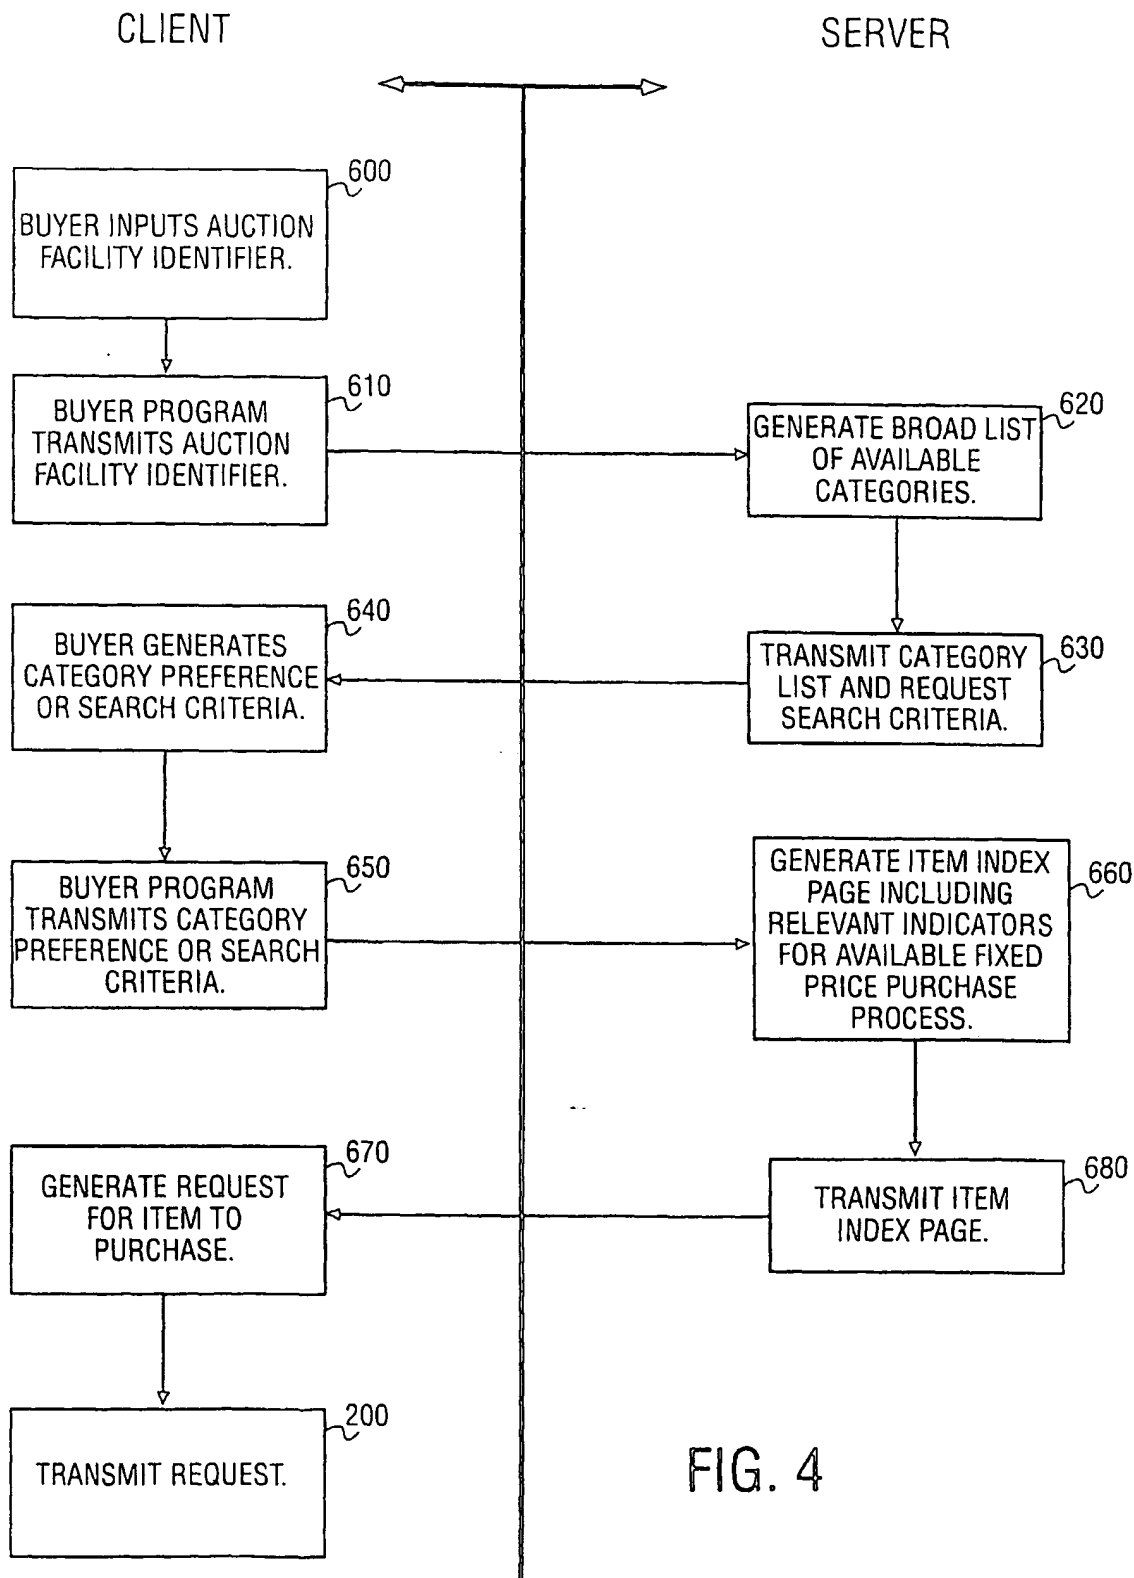 CLIENT
SERVER
600
BUYER INPUTS AUCTION
FACILITY IDENTIFIER.
610
BUYER PROGRAM
TRANSMITS AUCTION
FACILITY IDENTIFIER.
620
GENERATE BROAD LIST
OF AVAILABLE
CATEGORIES.
640
BUYER GENERATES
CATEGORY PREFERENCE
OR SEARCH CRITERIA.
630
TRANSMIT CATEGORY
LIST AND REQUEST
SEARCH CRITERIA.
650
BUYER PROGRAM
TRANSMITS CATEGORY
PREFERENCE OR SEARCH
CRITERIA.
660
GENERATE ITEM INDEX
PAGE INCLUDING
RELEVANT INDICATORS
FOR AVAILABLE FIXED
PRICE PURCHASE
PROCESS.
670
GENERATE REQUEST
FOR ITEM TO
PURCHASE.
680
TRANSMIT ITEM
INDEX PAGE.
200
TRANSMIT REQUEST.
FIG. 4